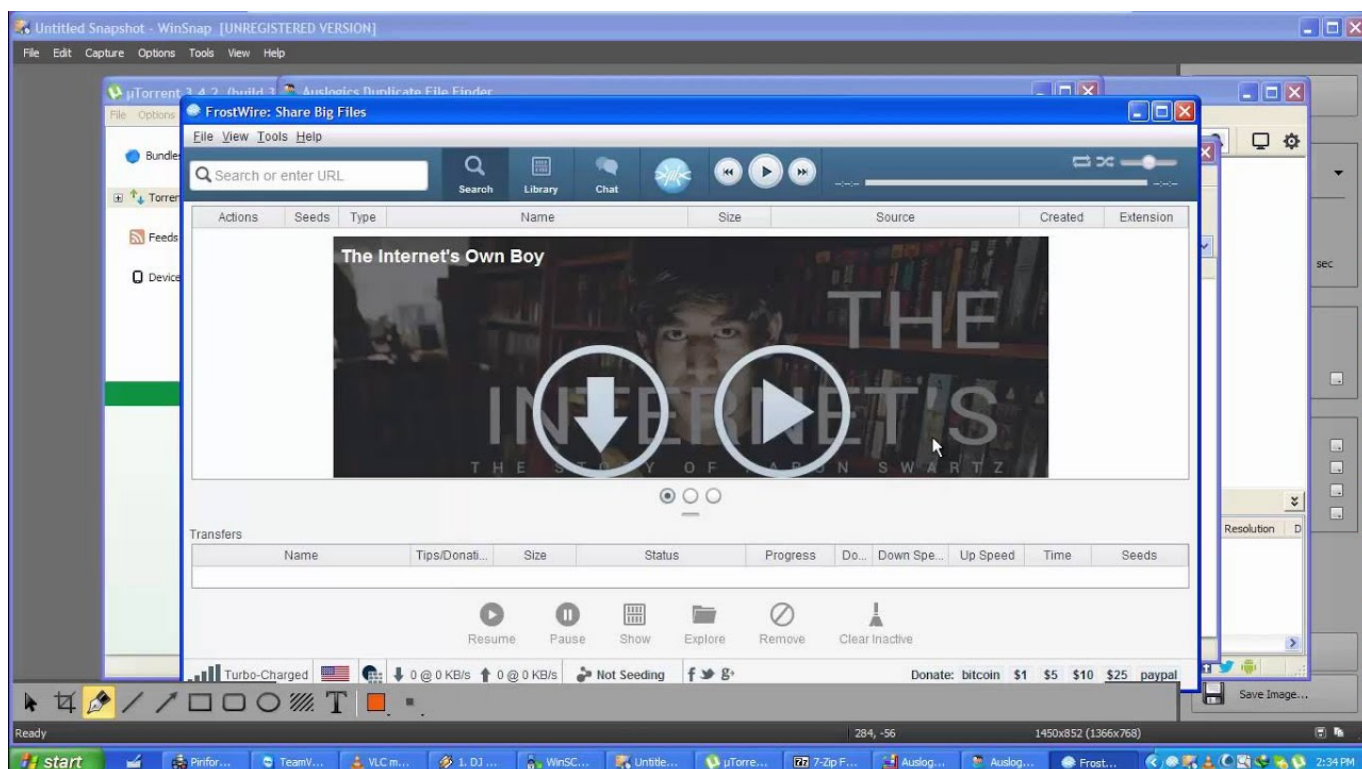 Untitled Snapshot - WinSnap [UNREGISTERED VERSION]
File Edit Capture Options Tools View Help
µTorrent 3.4.2 (build 3
Auslogics Duplicate File Finder
File Options
FrostWire: Share Big Files
File View Tools Help
Bundles
Search or enter URL
Search Library Chat
--:-- --:--
Torren
Actions Seeds Type Name Size Source Created Extension
Feeds
Device
The Internet's Own Boy
THE
INTERNET'S
THE STORY OF AARON SWARTZ
sec
Transfers
Resolution D
Name Tips/Donati... Size Status Progress Do... Down Spe... Up Speed Time Seeds
Resume Pause Show Explore Remove Clear Inactive
Turbo-Charged 0 @ 0 KB/s 0 @ 0 KB/s Not Seeding Donate: bitcoin $1 $5 $10 $25 paypal
Save Image...
Ready 284, -56 1450x852 (1366x768)
start Pirifor... TeamV... VLC m... 1. DJ ... WinSC... Untitle... µTorre... 7-Zip F... Auslog... Auslog... Frost... 2:34 PM